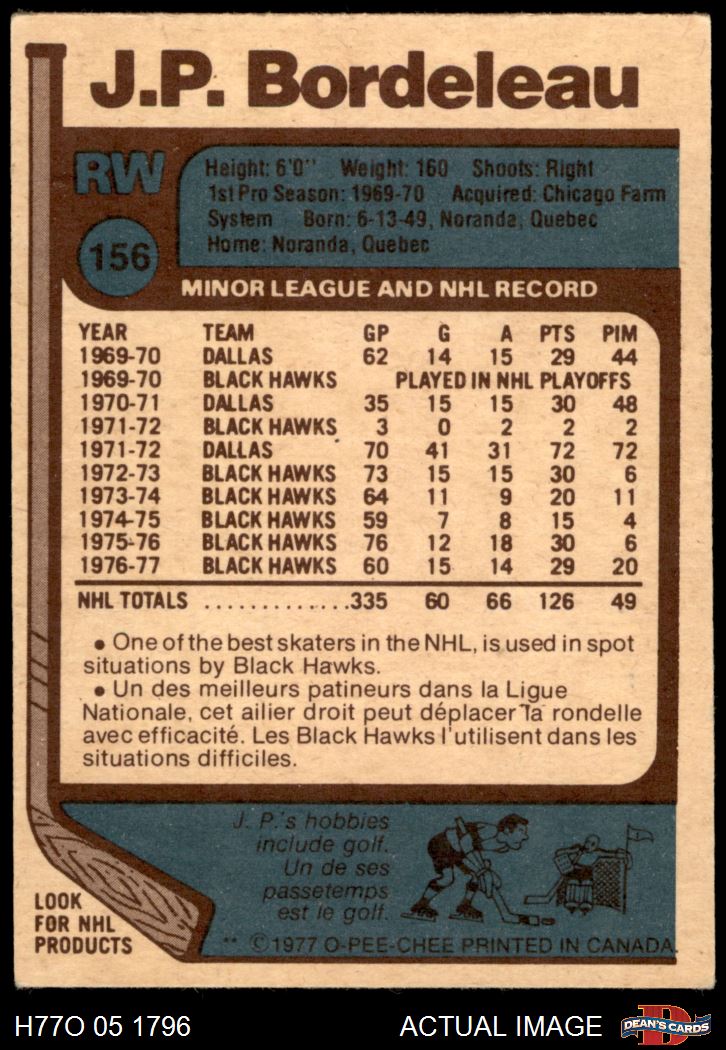 J.P. Bordeleau
RW
156
Height: 6'0'' Weight: 160 Shoots: Right
1st Pro Season: 1969-70 Acquired: Chicago Farm
System Born: 6-13-49, Noranda, Quebec
Home: Noranda, Quebec
MINOR LEAGUE AND NHL RECORD
YEAR TEAM GP G A PTS PIM
1969-70 DALLAS 62 14 15 29 44
1969-70 BLACK HAWKS PLAYED IN NHL PLAYOFFS
1970-71 DALLAS 35 15 15 30 48
1971-72 BLACK HAWKS 3 0 2 2 2
1971-72 DALLAS 70 41 31 72 72
1972-73 BLACK HAWKS 73 15 15 30 6
1973-74 BLACK HAWKS 64 11 9 20 11
1974-75 BLACK HAWKS 59 7 8 15 4
1975-76 BLACK HAWKS 76 12 18 30 6
1976-77 BLACK HAWKS 60 15 14 29 20
NHL TOTALS .............335 60 66 126 49
• One of the best skaters in the NHL, is used in spot
situations by Black Hawks.
• Un des meilleurs patineurs dans la Ligue
Nationale, cet ailier droit peut déplacer la rondelle
avec efficacité. Les Black Hawks l'utilisent dans les
situations difficiles.
J. P.'s hobbies
include golf.
Un de ses
passetemps
est le golf.
LOOK
FOR NHL
PRODUCTS
** ©1977 O-PEE-CHEE PRINTED IN CANADA.
H77O 05 1796 ACTUAL IMAGE
D
DEAN'S CARDS